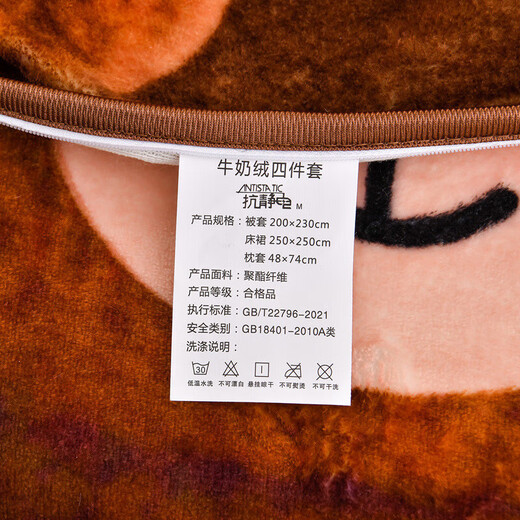 牛奶绒四件套
ANTISTATIC
抗静电 M
产品规格：被套 200×230cm
床裙 250×250cm
枕套 48×74cm
产品面料：聚酯纤维
产品等级：合格品
执行标准：GB/T22796-2021
安全类别：GB18401-2010A类
洗涤说明：
30
低温水洗 不可漂白 悬挂晾干 不可熨烫 不可干洗